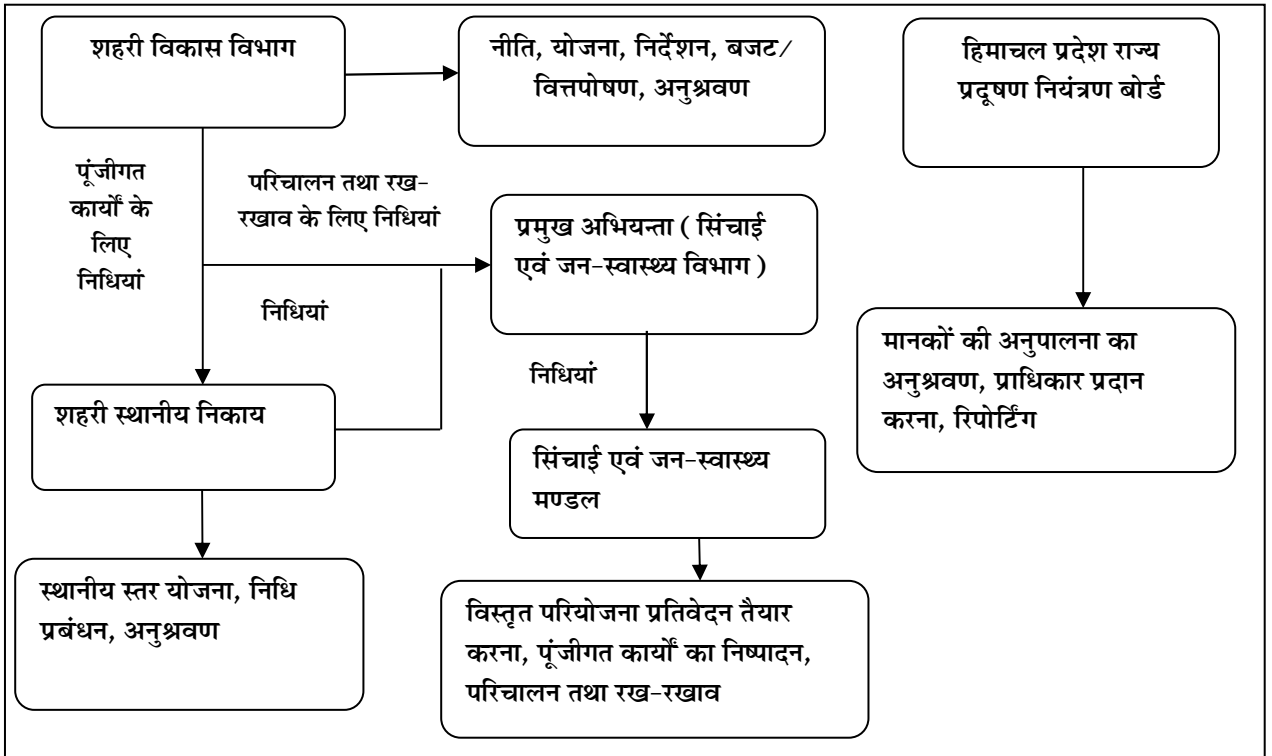 शहरी विकास विभाग
नीति, योजना, निर्देशन, बजट/
वित्तपोषण, अनुश्रवण
हिमाचल प्रदेश राज्य
प्रदूषण नियंत्रण बोर्ड
पूंजीगत
कार्यों के
लिए
निधियां
परिचालन तथा रख-
रखाव के लिए निधियां
प्रमुख अभियन्ता ( सिंचाई
एवं जन-स्वास्थ्य विभाग )
निधियां
मानकों की अनुपालना का
अनुश्रवण, प्राधिकार प्रदान
करना, रिपोर्टिंग
निधियां
शहरी स्थानीय निकाय
सिंचाई एवं जन-स्वास्थ्य
मण्डल
स्थानीय स्तर योजना, निधि
प्रबंधन, अनुश्रवण
विस्तृत परियोजना प्रतिवेदन तैयार
करना, पूंजीगत कार्यों का निष्पादन,
परिचालन तथा रख-रखाव